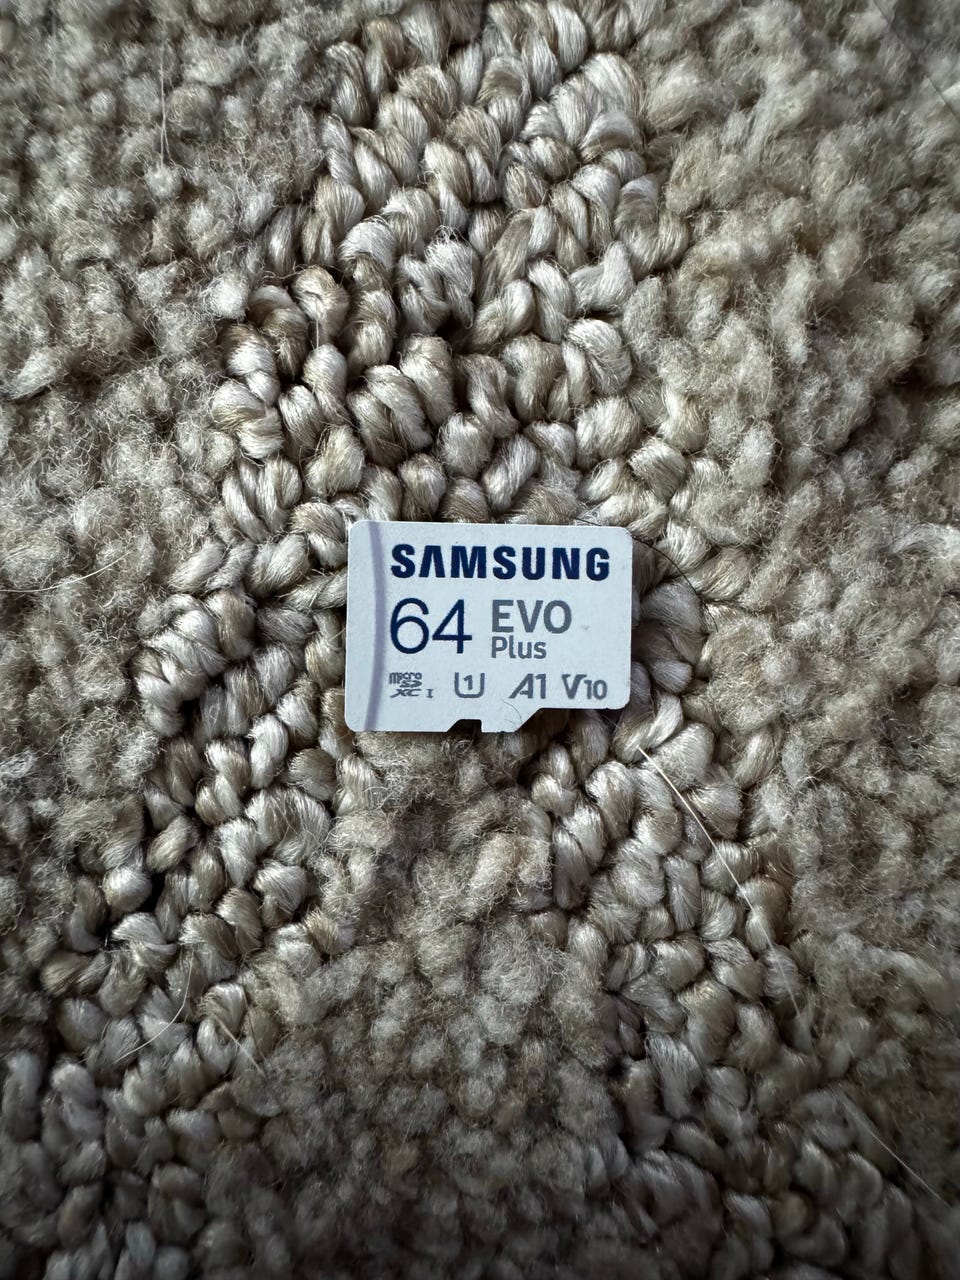 SAMSUNG
64 EVO
Plus
micro SD XC I U1 A1 V10